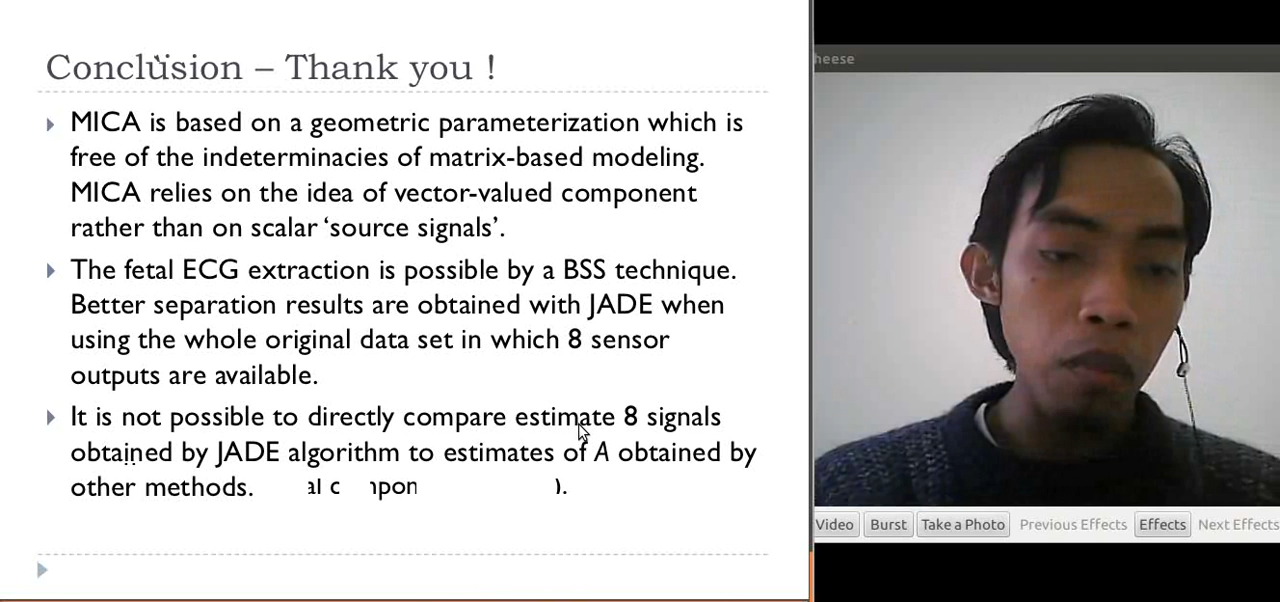 Conclusion – Thank you !
MICA is based on a geometric parameterization which is
free of the indeterminacies of matrix-based modeling.
MICA relies on the idea of vector-valued component
rather than on scalar ‘source signals’.
The fetal ECG extraction is possible by a BSS technique.
Better separation results are obtained with JADE when
using the whole original data set in which 8 sensor
outputs are available.
It is not possible to directly compare estimate 8 signals
obtained by JADE algorithm to estimates of A obtained by
other methods.
heese
Video Burst Take a Photo Previous Effects Effects Next Effects